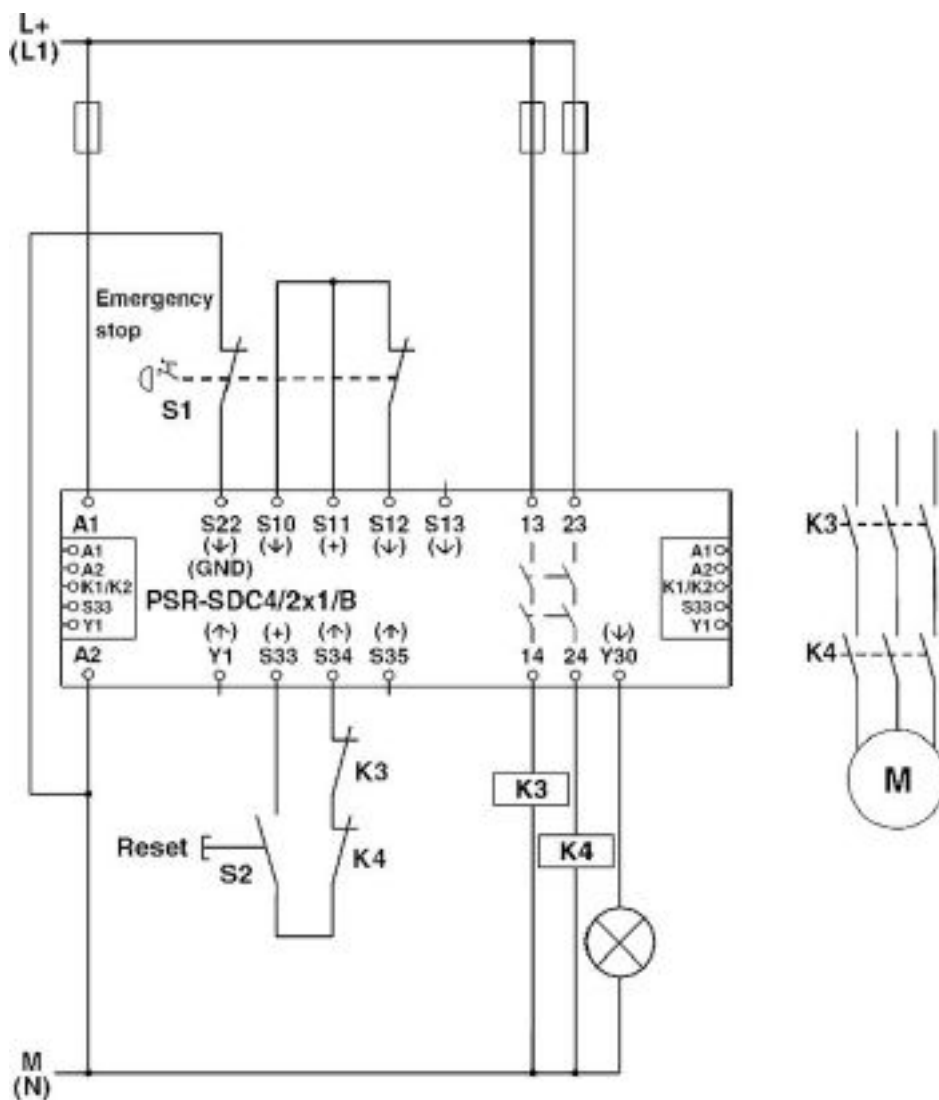 L+
(L1)
Emergency
stop
S1
A1 S22 S10 S11 S12 S13 13 23
(↓) (↓) (+) (↓) (↓)
(GND)
A1
A2
K1/K2
S33
Y1
A1
A2
K1/K2
S33
Y1
PSR-SDC4/2x1/B
(↑) (+) (↑) (↑) (↓)
A2 Y1 S33 S34 S35 14 24 Y30
K3
K4
M
K3
K4
Reset
S2
K3
K4
M
(N)